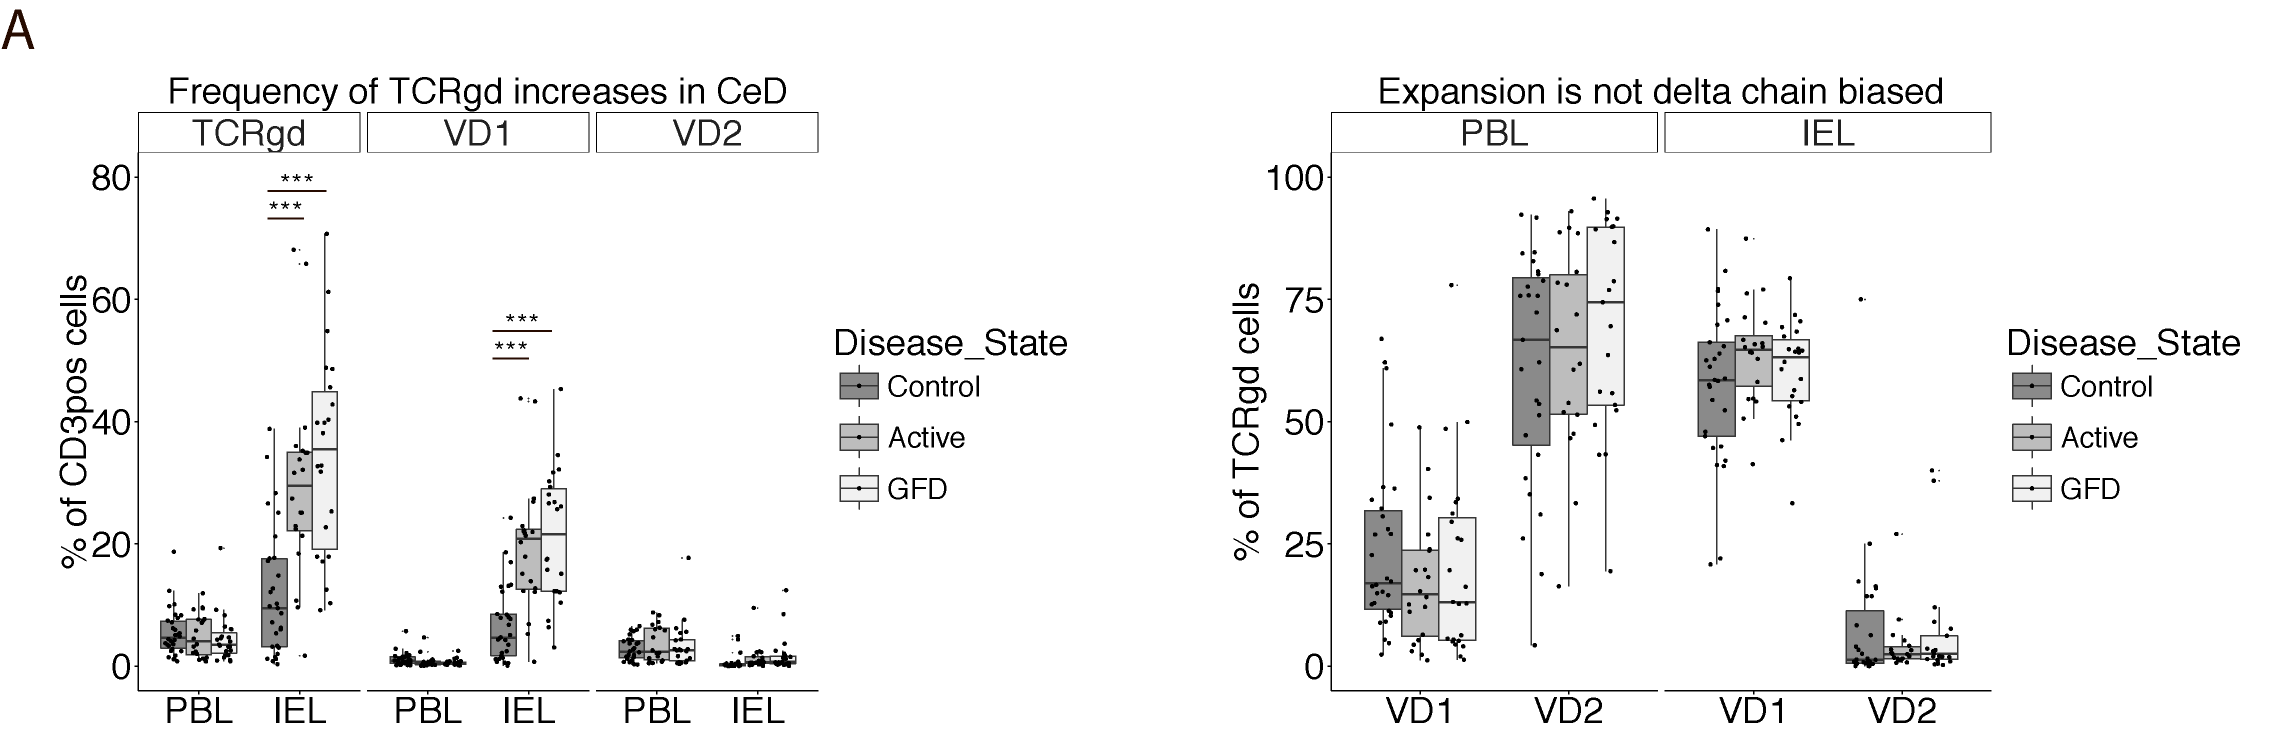 A
Frequency of TCRgd increases in CeD
TCRgd VD1 VD2
% of CD3pos cells
80
60
40
20
0
*** 
***
***
***
PBL IEL PBL IEL PBL IEL
Disease_State
Control
Active
GFD
Expansion is not delta chain biased
PBL IEL
% of TCRgd cells
100
75
50
25
0
VD1 VD2 VD1 VD2
Disease_State
Control
Active
GFD